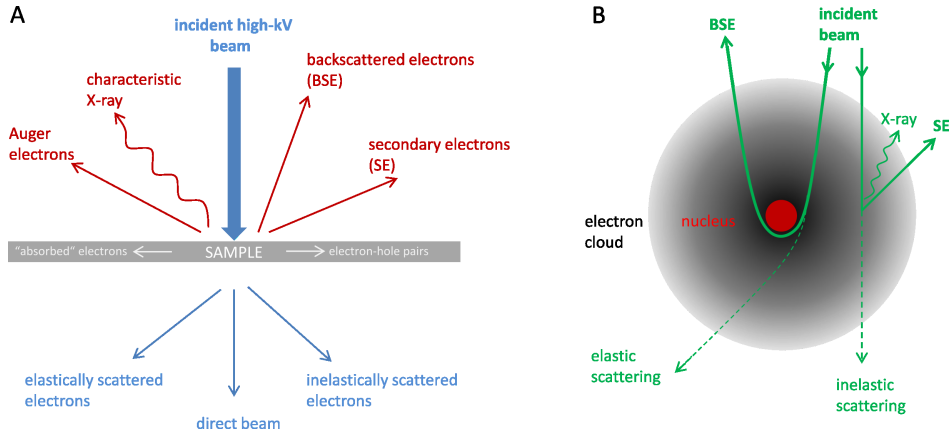 A
incident high-kV
beam
characteristic
X-ray
backscattered electrons
(BSE)
Auger
electrons
secondary electrons
(SE)
“absorbed” electrons
SAMPLE
electron-hole pairs
elastically scattered
electrons
direct beam
inelastically scattered
electrons
B
BSE
incident
beam
X-ray
SE
electron
cloud
nucleus
elastic
scattering
inelastic
scattering